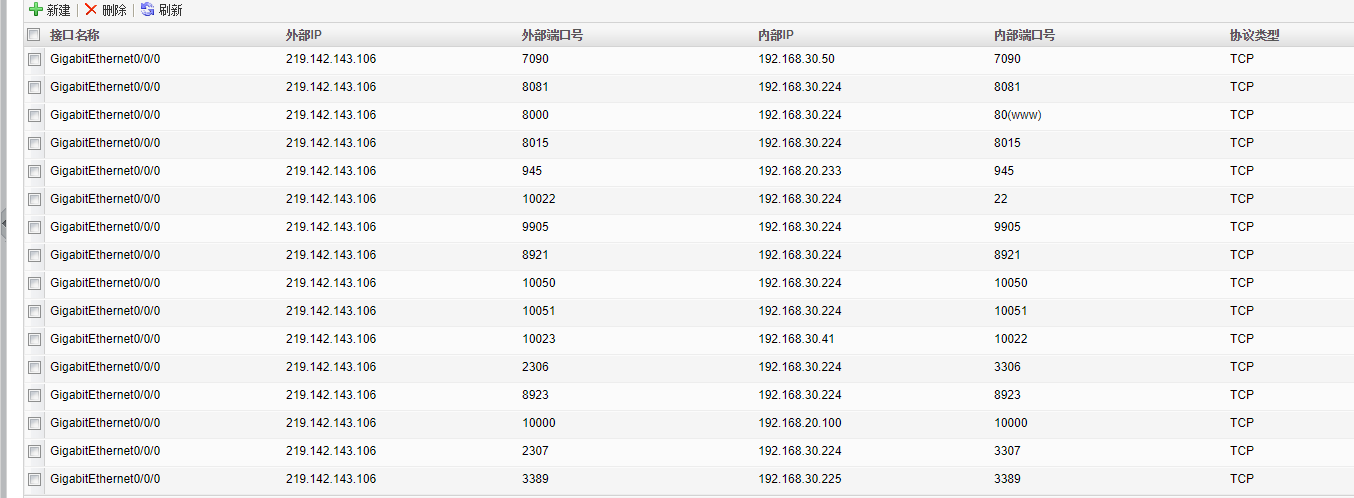 新建 删除 刷新
接口名称 外部IP 外部端口号 内部IP 内部端口号 协议类型
GigabitEthernet0/0/0 219.142.143.106 7090 192.168.30.50 7090 TCP
GigabitEthernet0/0/0 219.142.143.106 8081 192.168.30.224 8081 TCP
GigabitEthernet0/0/0 219.142.143.106 8000 192.168.30.224 80(www) TCP
GigabitEthernet0/0/0 219.142.143.106 8015 192.168.30.224 8015 TCP
GigabitEthernet0/0/0 219.142.143.106 945 192.168.20.233 945 TCP
GigabitEthernet0/0/0 219.142.143.106 10022 192.168.30.224 22 TCP
GigabitEthernet0/0/0 219.142.143.106 9905 192.168.30.224 9905 TCP
GigabitEthernet0/0/0 219.142.143.106 8921 192.168.30.224 8921 TCP
GigabitEthernet0/0/0 219.142.143.106 10050 192.168.30.224 10050 TCP
GigabitEthernet0/0/0 219.142.143.106 10051 192.168.30.224 10051 TCP
GigabitEthernet0/0/0 219.142.143.106 10023 192.168.30.41 10022 TCP
GigabitEthernet0/0/0 219.142.143.106 2306 192.168.30.224 3306 TCP
GigabitEthernet0/0/0 219.142.143.106 8923 192.168.30.224 8923 TCP
GigabitEthernet0/0/0 219.142.143.106 10000 192.168.20.100 10000 TCP
GigabitEthernet0/0/0 219.142.143.106 2307 192.168.30.224 3307 TCP
GigabitEthernet0/0/0 219.142.143.106 3389 192.168.30.225 3389 TCP